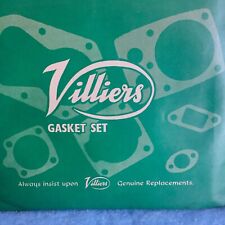 Villiers
GASKET SET
Always insist upon Villiers Genuine Replacements.